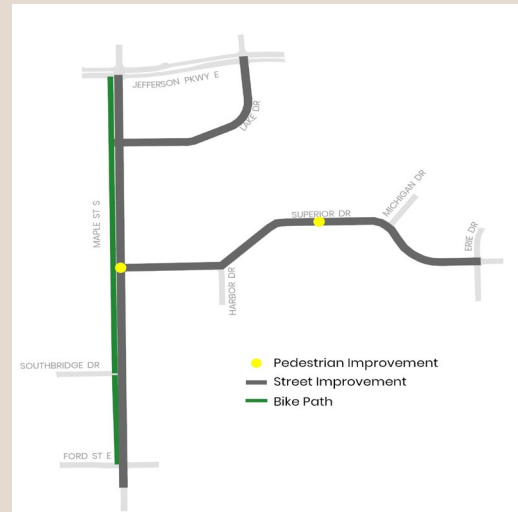 JEFFERSON PKWY E
LAKE DR
MAPLE ST S
SUPERIOR DR
MICHIGAN DR
ERIE DR
HARBOR DR
SOUTHBRIDGE DR
Pedestrian Improvement
Street Improvement
Bike Path
FORD ST E